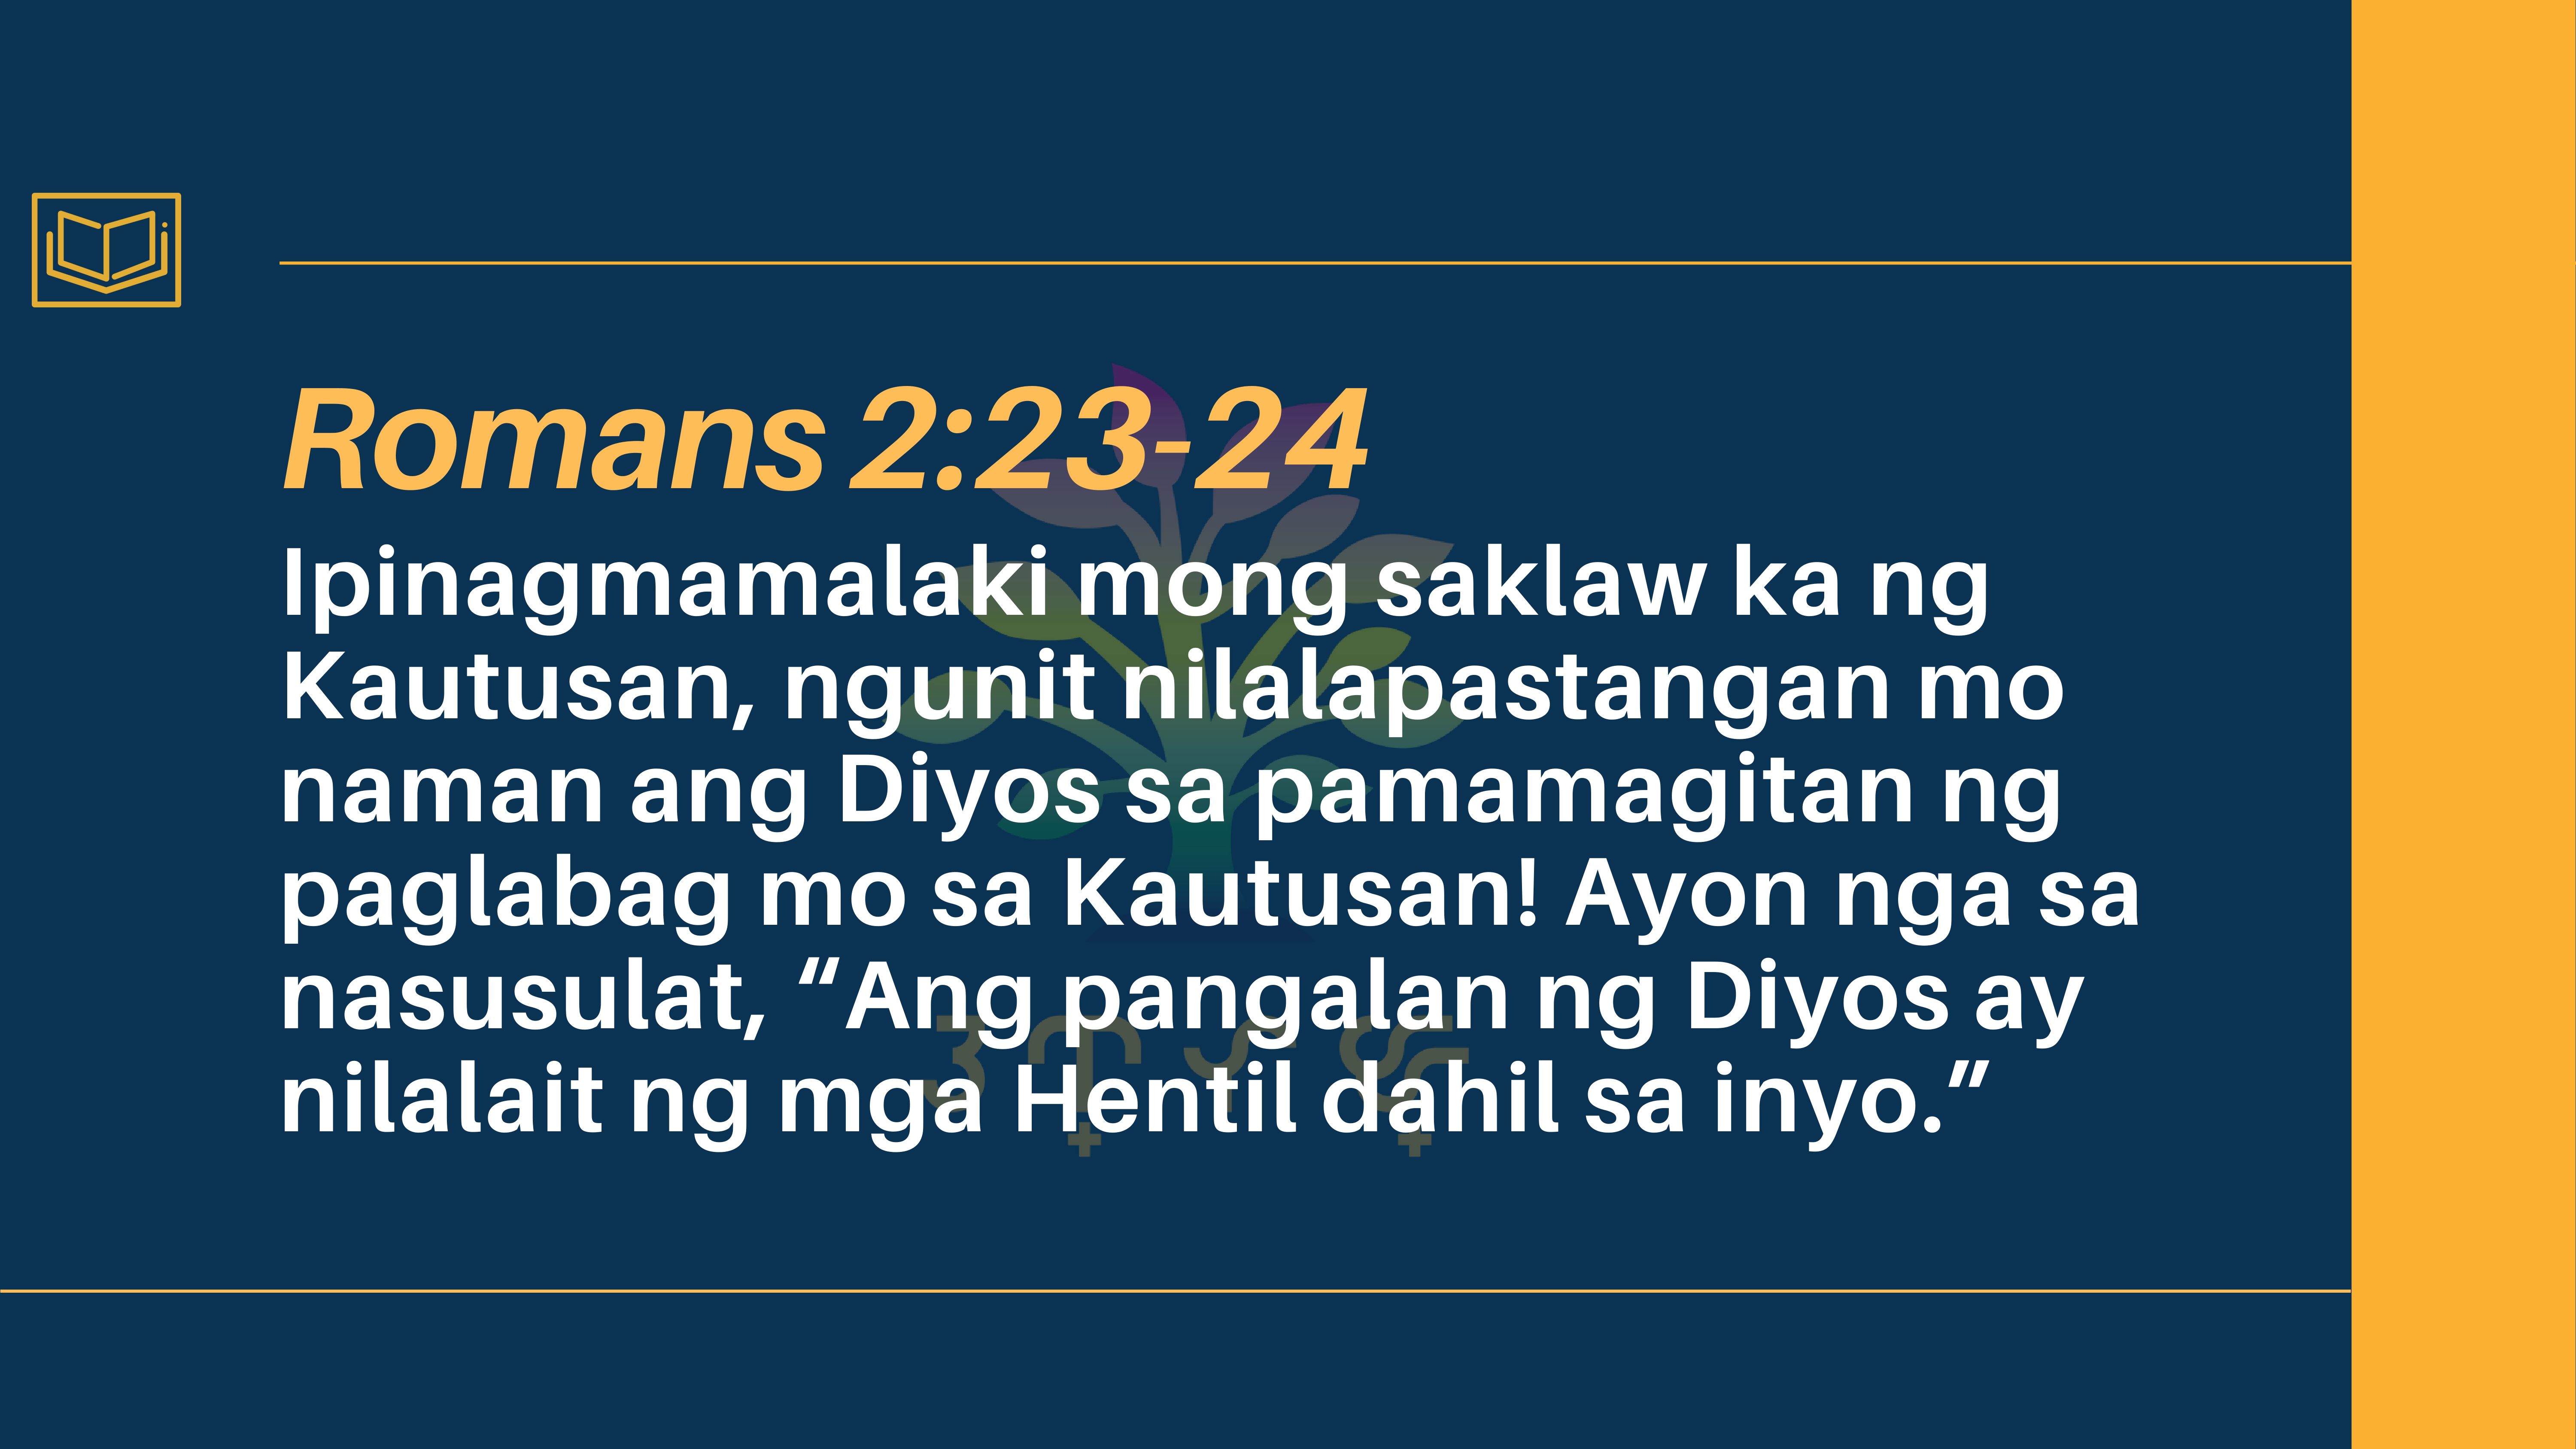 Romans 2:23-24
Ipinagmamalaki mong saklaw ka ng
Kautusan, ngunit nilalapastangan mo
naman ang Diyos sa pamamagitan ng
paglabag mo sa Kautusan! Ayon nga sa
nasusulat, “Ang pangalan ng Diyos ay
nilalait ng mga Hentil dahil sa inyo.”